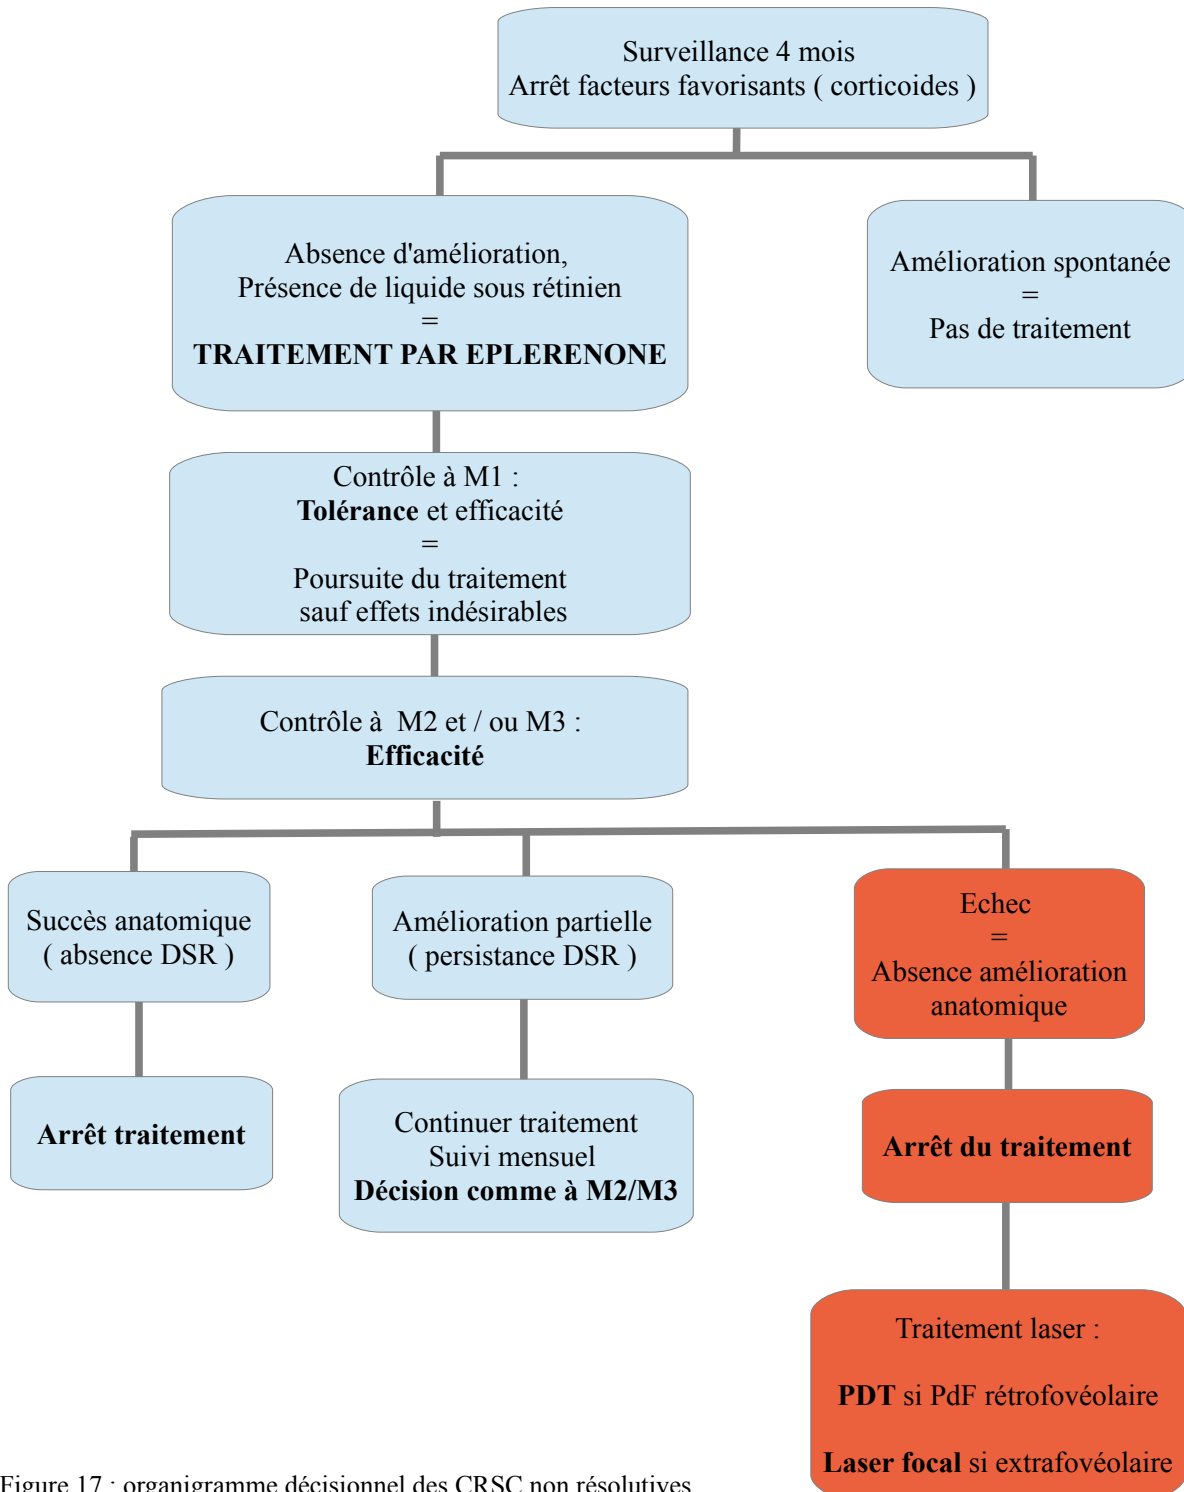 Surveillance 4 mois
Arrêt facteurs favorisants ( corticoides )
Absence d'amélioration,
Présence de liquide sous rétinien
=
TRAITEMENT PAR EPLERENONE
Amélioration spontanée
=
Pas de traitement
Contrôle à M1 :
Tolérance et efficacité
=
Poursuite du traitement
sauf effets indésirables
Contrôle à M2 et / ou M3 :
Efficacité
Succès anatomique
( absence DSR )
Amélioration partielle
( persistance DSR )
Echec
=
Absence amélioration
anatomique
Arrêt traitement
Continuer traitement
Suivi mensuel
Décision comme à M2/M3
Arrêt du traitement
Traitement laser :
PDT si PdF rétrofovéolaire
Laser focal si extrafovéolaire
Figure 17 : organigramme décisionnel des CRSC non résolutives